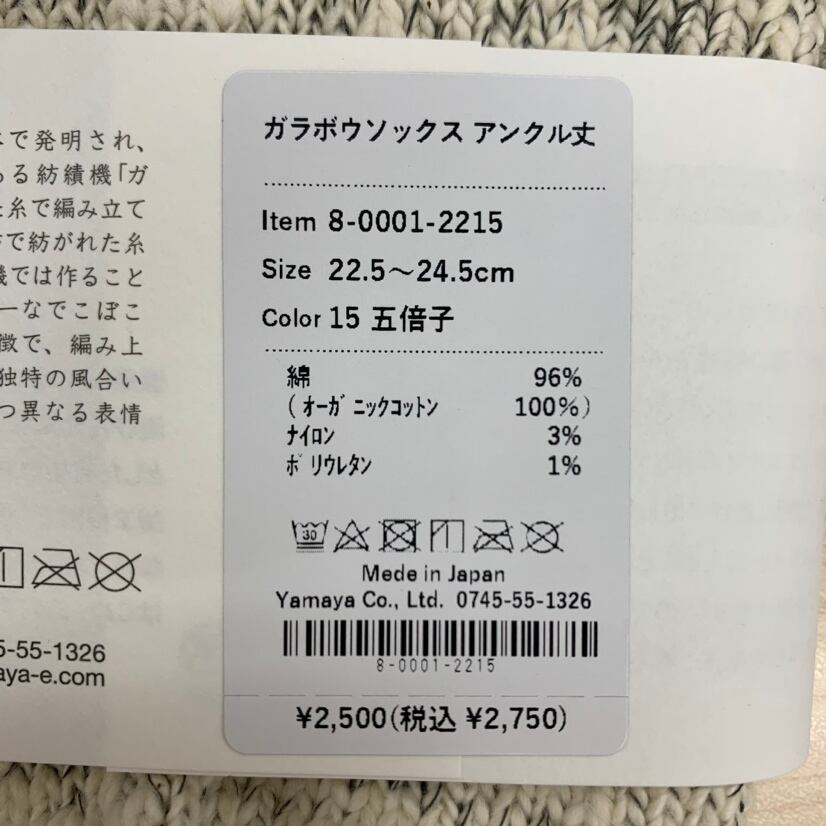 で発明され、
る紡績機「ガ
糸で編み立て
で紡がれた糸
機では作ること
ーなでこぼこ
徴で、編み上
独特の風合い
つ異なる表情
5-55-1326
aya-e.com
ガラボウソックス アンクル丈
Item 8-0001-2215
Size 22.5〜24.5cm
Color 15 五倍子
綿 96%
(オーガニックコットン 100%)
ナイロン 3%
ポリウレタン 1%
30
Mede in Japan
Yamaya Co., Ltd. 0745-55-1326
8-0001-2215
¥2,500(税込 ¥2,750)